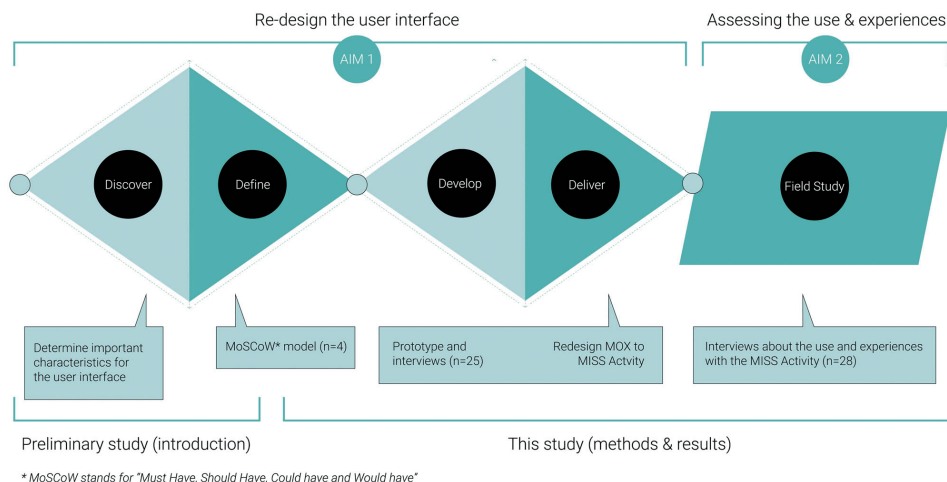 Re-design the user interface
Assessing the use & experiences
AIM 1
AIM 2
Discover
Define
Develop
Deliver
Field Study
Determine important
characteristics for
the user interface
MoSCoW* model (n=4)
Prototype and
interviews (n=25)
Redesign MOX to
MISS Actvity
Interviews about the use and experiences
with the MISS Activity (n=28)
Preliminary study (introduction)
This study (methods & results)
* MoSCoW stands for "Must Have, Should Have, Could have and Would have"